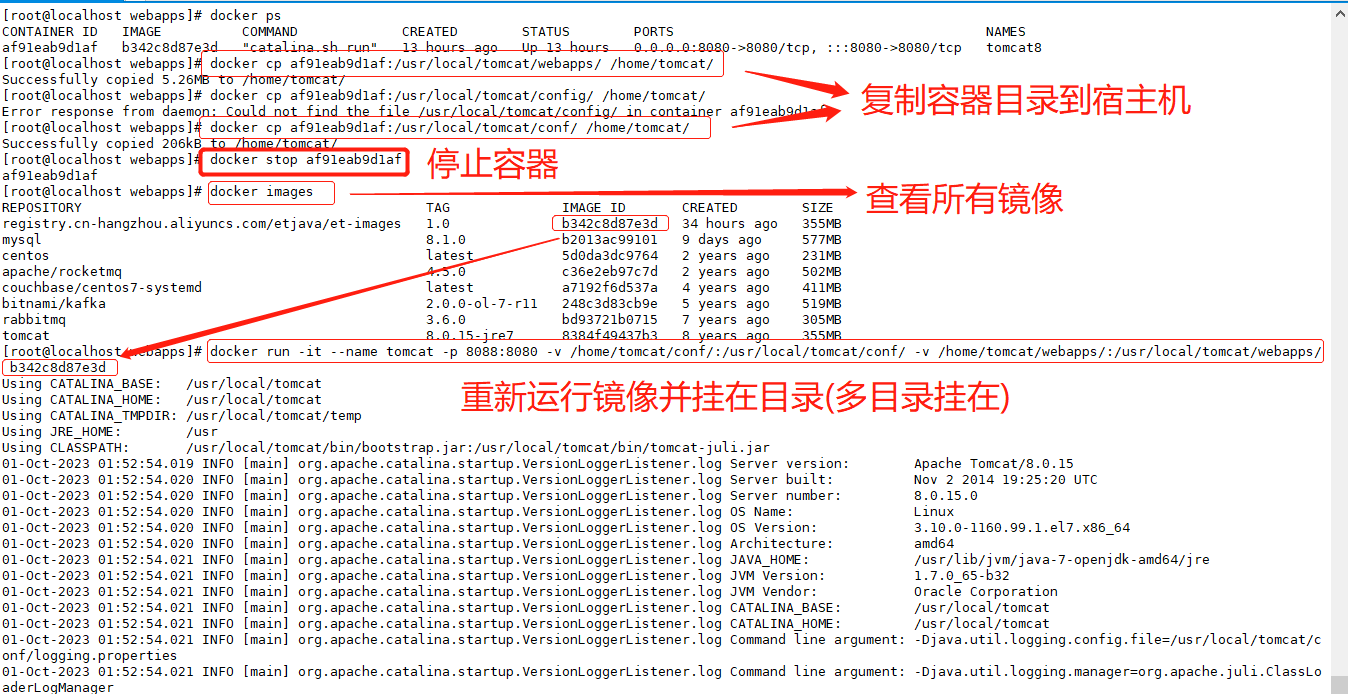 [root@localhost webapps]# docker ps
CONTAINER ID   IMAGE          COMMAND             CREATED        STATUS        PORTS                                       NAMES
af91eab9d1af   b342c8d87e3d   "catalina.sh run"   13 hours ago   Up 13 hours   0.0.0.0:8080->8080/tcp, :::8080->8080/tcp   tomcat8
[root@localhost webapps]# docker cp af91eab9d1af:/usr/local/tomcat/webapps/ /home/tomcat/
Successfully copied 5.26MB to /home/tomcat/
[root@localhost webapps]# docker cp af91eab9d1af:/usr/local/tomcat/config/ /home/tomcat/
复制容器目录到宿主机
Error response from daemon: Could not find the file /usr/local/tomcat/config/ in container af91eab9d1af
[root@localhost webapps]# docker cp af91eab9d1af:/usr/local/tomcat/conf/ /home/tomcat/
Successfully copied 206kB to /home/tomcat/
[root@localhost webapps]# docker stop af91eab9d1af
停止容器
af91eab9d1af
[root@localhost webapps]# docker images
查看所有镜像
REPOSITORY                                            TAG               IMAGE ID       CREATED        SIZE
registry.cn-hangzhou.aliyuncs.com/etjava/et-images    1.0               b342c8d87e3d   34 hours ago   355MB
mysql                                                 8.1.0             b2013ac99101   9 days ago     577MB
centos                                                latest            5d0da3dc9764   2 years ago    231MB
apache/rocketmq                                       4.5.0             c36e2eb97c7d   2 years ago    502MB
couchbase/centos7-systemd                             latest            a7192f6d537a   4 years ago    411MB
bitnami/kafka                                         2.0.0-ol-7-r11    248c3d83cb9e   5 years ago    519MB
rabbitmq                                              3.6.0             bd93721b0715   7 years ago    305MB
tomcat                                                8.0.15-jre7       8384f49437b3   8 years ago    355MB
[root@localhost webapps]# docker run -it --name tomcat -p 8088:8080 -v /home/tomcat/conf/:/usr/local/tomcat/conf/ -v /home/tomcat/webapps/:/usr/local/tomcat/webapps/
b342c8d87e3d
Using CATALINA_BASE:   /usr/local/tomcat
Using CATALINA_HOME:   /usr/local/tomcat
重新运行镜像并挂在目录(多目录挂在)
Using CATALINA_TMPDIR: /usr/local/tomcat/temp
Using JRE_HOME:        /usr
Using CLASSPATH:       /usr/local/tomcat/bin/bootstrap.jar:/usr/local/tomcat/bin/tomcat-juli.jar
01-Oct-2023 01:52:54.019 INFO [main] org.apache.catalina.startup.VersionLoggerListener.log Server version:        Apache Tomcat/8.0.15
01-Oct-2023 01:52:54.020 INFO [main] org.apache.catalina.startup.VersionLoggerListener.log Server built:          Nov 2 2014 19:25:20 UTC
01-Oct-2023 01:52:54.020 INFO [main] org.apache.catalina.startup.VersionLoggerListener.log Server number:         8.0.15.0
01-Oct-2023 01:52:54.020 INFO [main] org.apache.catalina.startup.VersionLoggerListener.log OS Name:               Linux
01-Oct-2023 01:52:54.020 INFO [main] org.apache.catalina.startup.VersionLoggerListener.log OS Version:            3.10.0-1160.99.1.el7.x86_64
01-Oct-2023 01:52:54.020 INFO [main] org.apache.catalina.startup.VersionLoggerListener.log Architecture:          amd64
01-Oct-2023 01:52:54.021 INFO [main] org.apache.catalina.startup.VersionLoggerListener.log JAVA_HOME:             /usr/lib/jvm/java-7-openjdk-amd64/jre
01-Oct-2023 01:52:54.021 INFO [main] org.apache.catalina.startup.VersionLoggerListener.log JVM Version:           1.7.0_65-b32
01-Oct-2023 01:52:54.021 INFO [main] org.apache.catalina.startup.VersionLoggerListener.log JVM Vendor:            Oracle Corporation
01-Oct-2023 01:52:54.021 INFO [main] org.apache.catalina.startup.VersionLoggerListener.log CATALINA_BASE:         /usr/local/tomcat
01-Oct-2023 01:52:54.021 INFO [main] org.apache.catalina.startup.VersionLoggerListener.log CATALINA_HOME:         /usr/local/tomcat
01-Oct-2023 01:52:54.021 INFO [main] org.apache.catalina.startup.VersionLoggerListener.log Command line argument: -Djava.util.logging.config.file=/usr/local/tomcat/c
onf/logging.properties
01-Oct-2023 01:52:54.021 INFO [main] org.apache.catalina.startup.VersionLoggerListener.log Command line argument: -Djava.util.logging.manager=org.apache.juli.ClassLo
aderLogManager